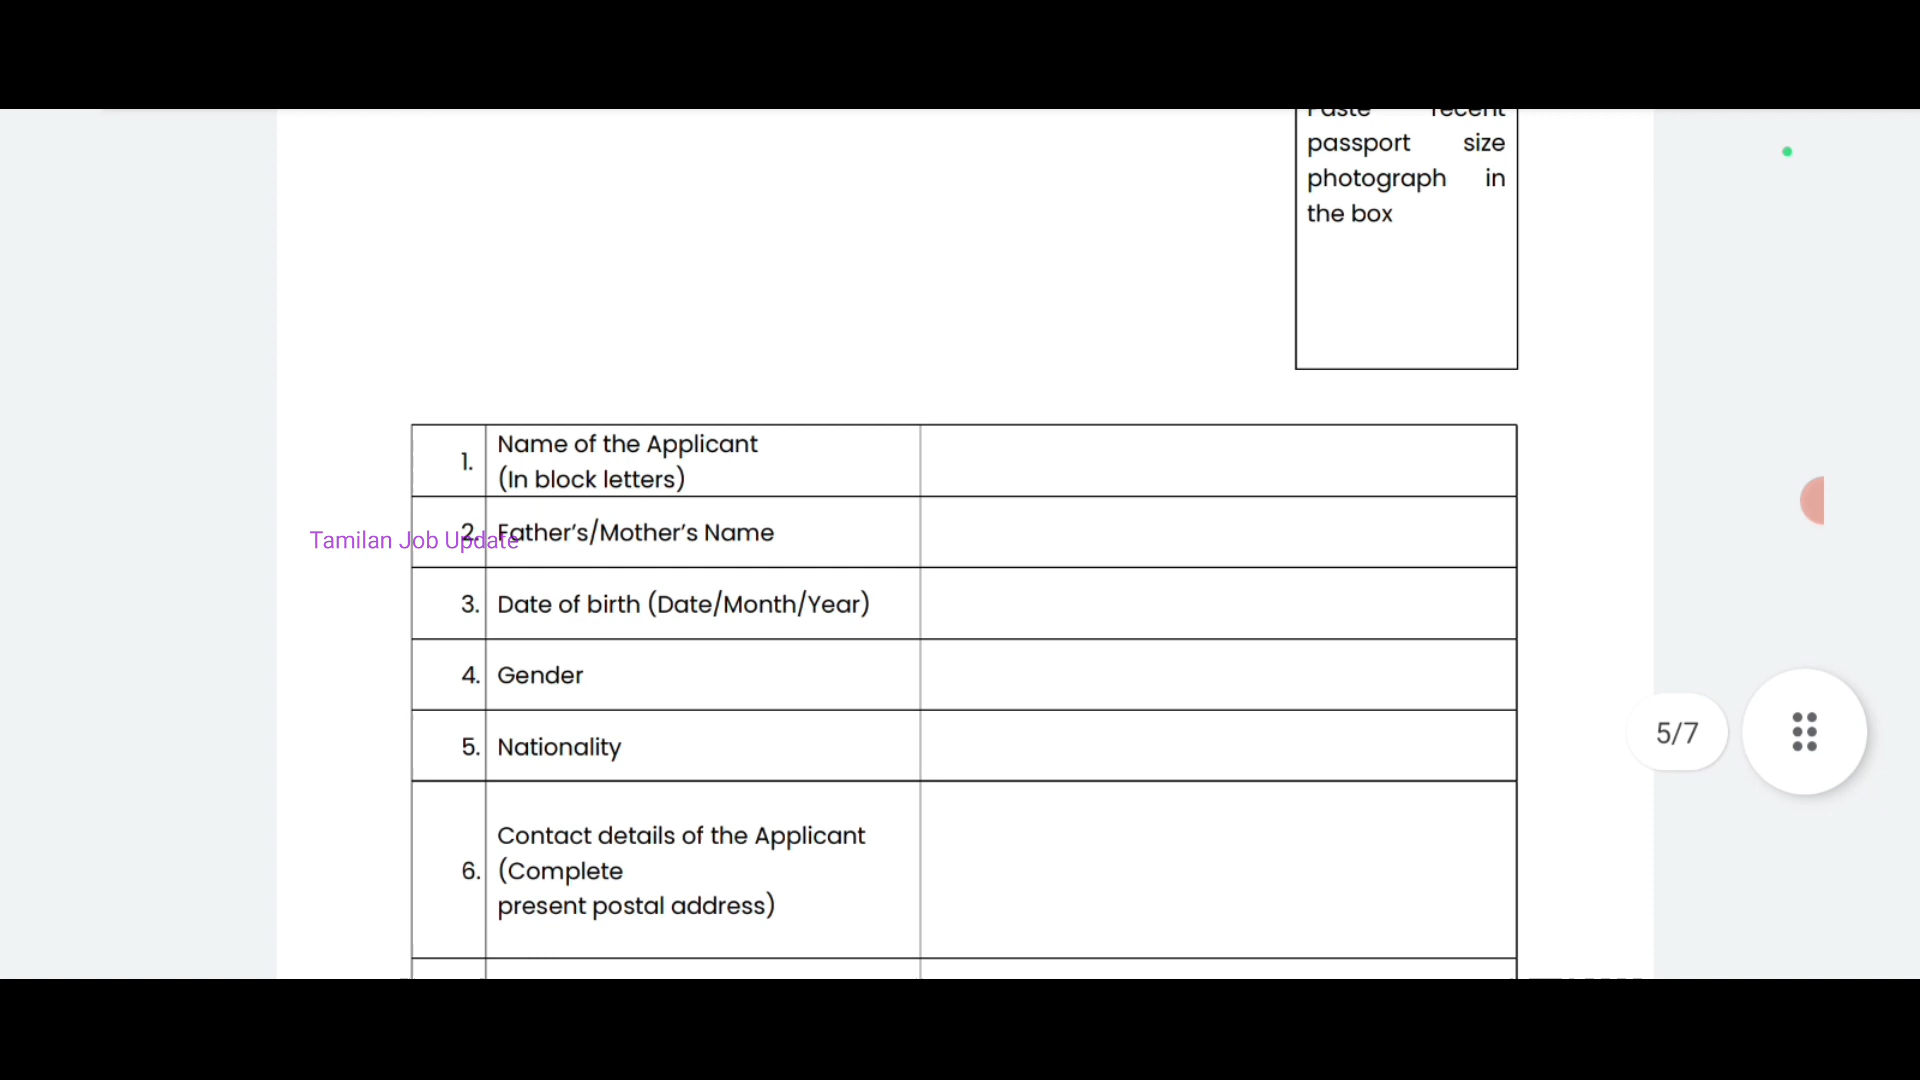 Paste recent
passport size
photograph in
the box
1. Name of the Applicant
(In block letters)
2. Father's/Mother's Name
Tamilan Job Update
3. Date of birth (Date/Month/Year)
4. Gender
5. Nationality
5/7
6. Contact details of the Applicant
(Complete
present postal address)